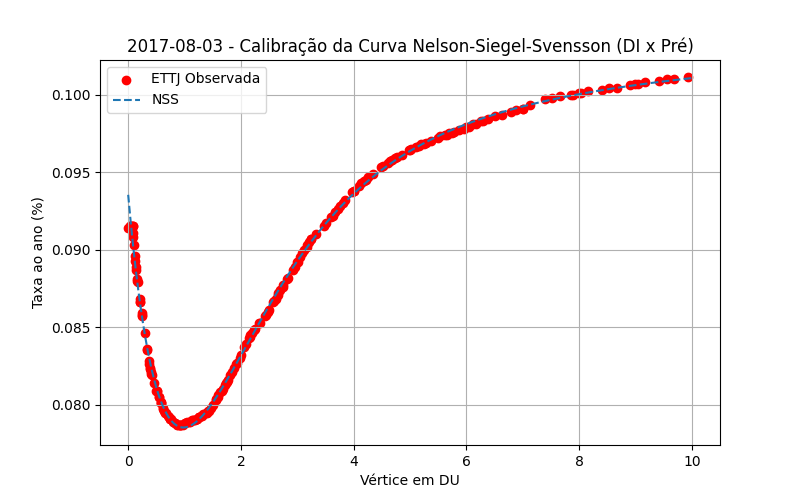 2017-08-03 - Calibração da Curva Nelson-Siegel-Svensson (DI x Pré)
ETTJ Observada
NSS
0.100
0.095
0.090
0.085
0.080
Taxa ao ano (%)
0 2 4 6 8 10
Vértice em DU